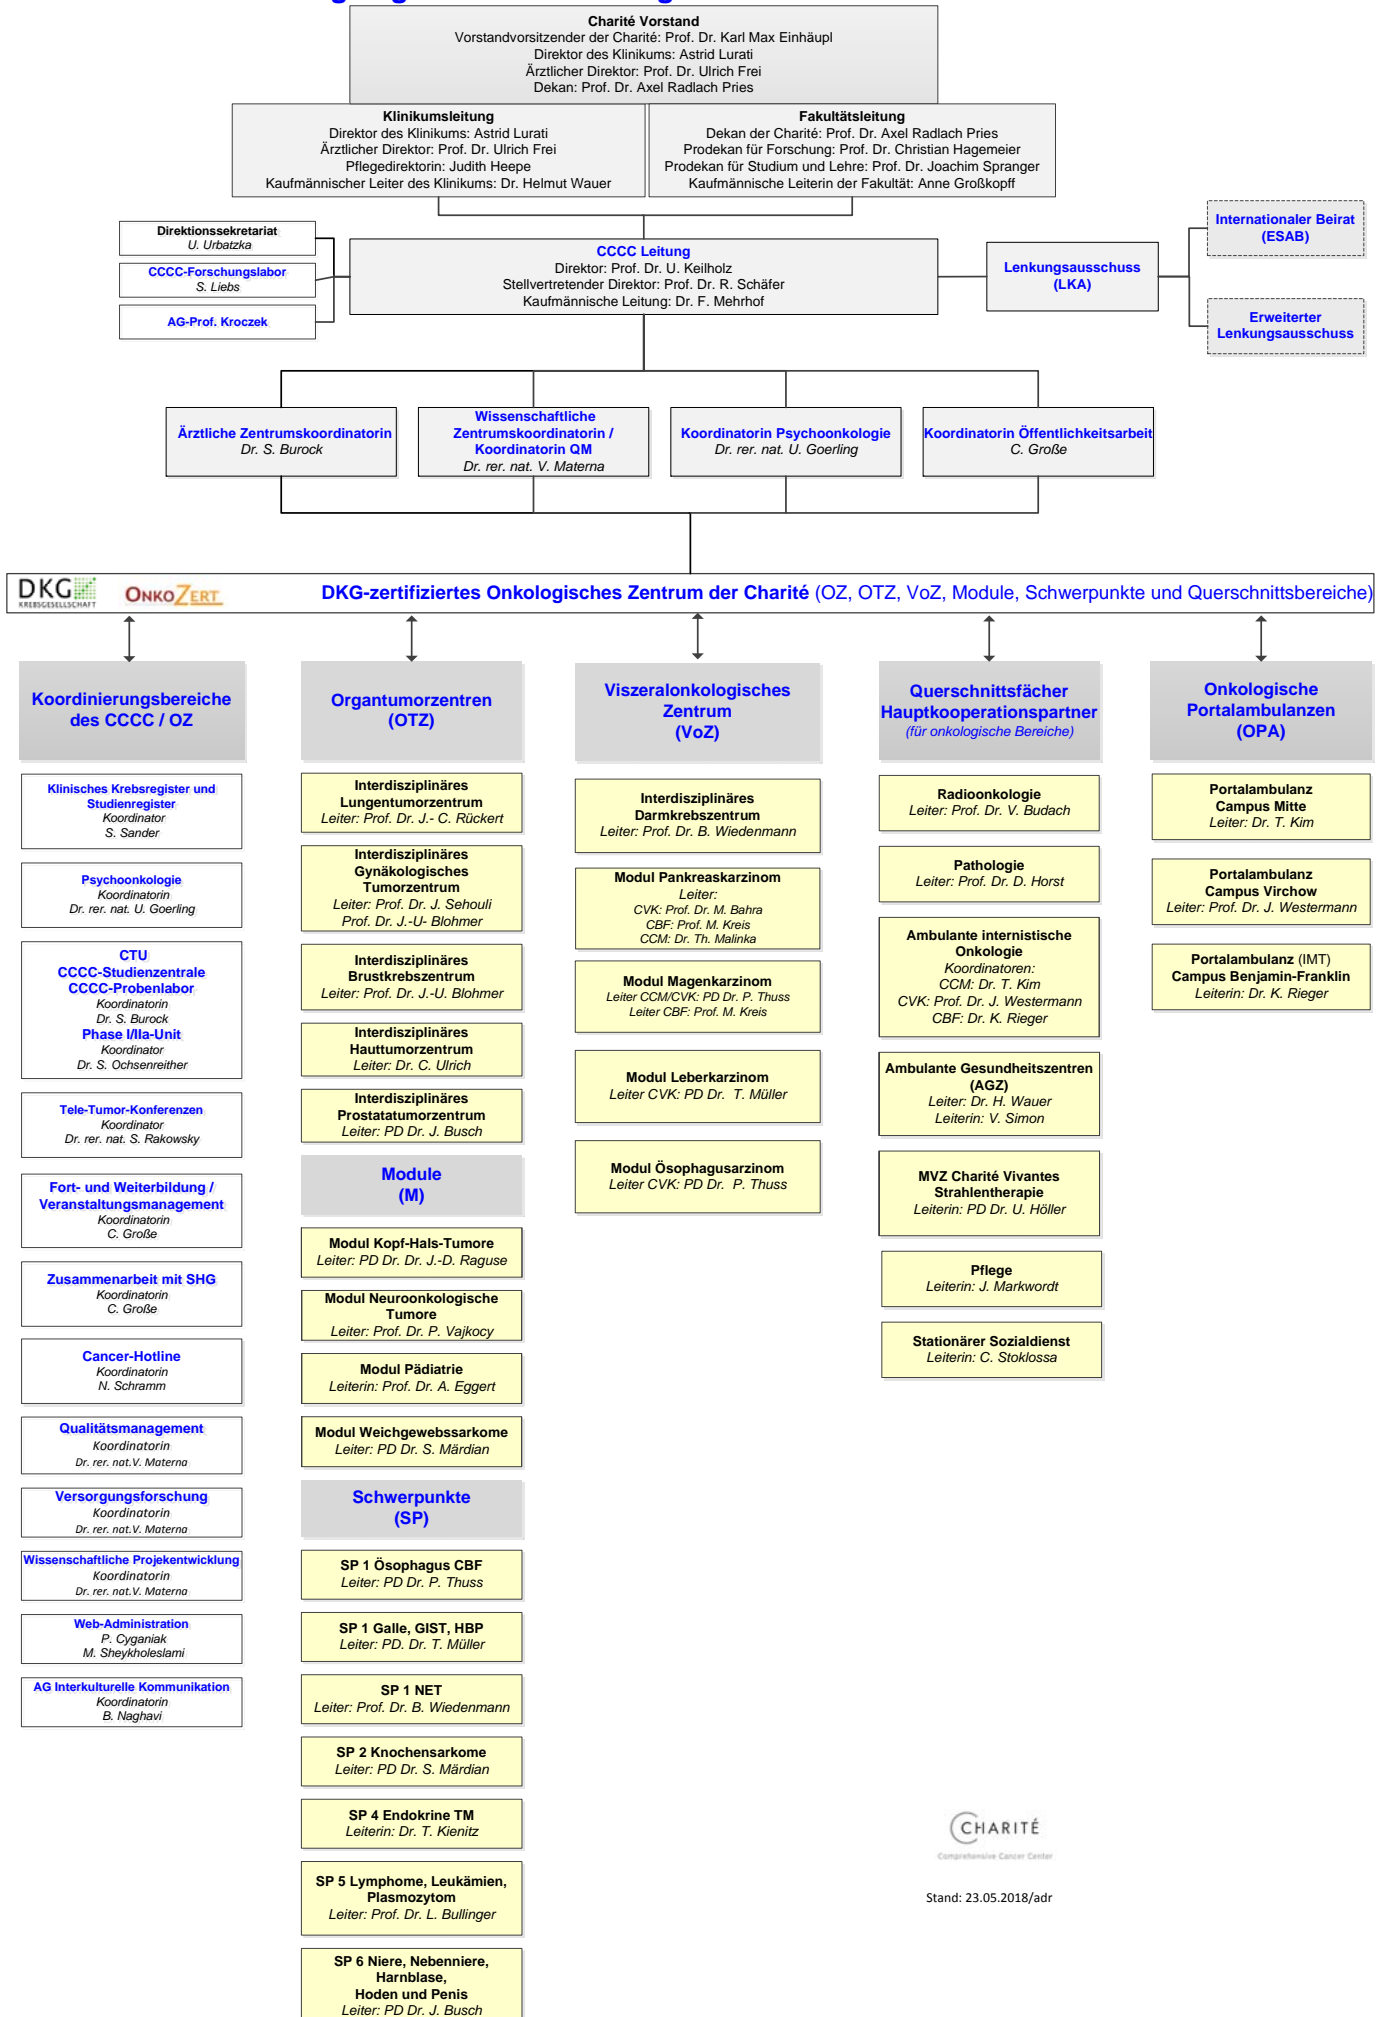 Charité Vorstand
Vorstandvorsitzender der Charité: Prof. Dr. Karl Max Einhäupl
Direktor des Klinikums: Astrid Lurati
Ärztlicher Direktor: Prof. Dr. Ulrich Frei
Dekan: Prof. Dr. Axel Radlach Pries
Klinikumsleitung
Direktor des Klinikums: Astrid Lurati
Ärztlicher Direktor: Prof. Dr. Ulrich Frei
Pflegedirektorin: Judith Heepe
Kaufmännischer Leiter des Klinikums: Dr. Helmut Wauer
Fakultätsleitung
Dekan der Charité: Prof. Dr. Axel Radlach Pries
Prodekan für Forschung: Prof. Dr. Christian Hagemeier
Prodekan für Studium und Lehre: Prof. Dr. Joachim Spranger
Kaufmännische Leiterin der Fakultät: Anne Großkopff
Direktionssekretariat
U. Urbatzka
CCCC-Forschungslabor
S. Liebs
AG-Prof. Kroczek
CCCC Leitung
Direktor: Prof. Dr. U. Keilholz
Stellvertretender Direktor: Prof. Dr. R. Schäfer
Kaufmännische Leitung: Dr. F. Mehrhof
Lenkungsausschuss
(LKA)
Internationaler Beirat
(ESAB)
Erweiterter
Lenkungsausschuss
Ärztliche Zentrumskoordinatorin
Dr. S. Burock
Wissenschaftliche
Zentrumskoordinatorin /
Koordinatorin QM
Dr. rer. nat. V. Materna
Koordinatorin Psychoonkologie
Dr. rer. nat. U. Goerling
Koordinatorin Öffentlichkeitsarbeit
C. Große
DKG
KREBSGESELLSCHAFT
ONKOZERT
DKG-zertifiziertes Onkologisches Zentrum der Charité (OZ, OTZ, VoZ, Module, Schwerpunkte und Querschnittsbereiche)
Koordinierungsbereiche
des CCCC / OZ
Klinisches Krebsregister und
Studienregister
Koordinator
S. Sander
Psychoonkologie
Koordinatorin
Dr. rer. nat. U. Goerling
CTU
CCCC-Studienzentrale
CCCC-Probenlabor
Koordinatorin
Dr. S. Burock
Phase I/IIa-Unit
Koordinator
Dr. S. Ochsenreither
Tele-Tumor-Konferenzen
Koordinator
Dr. rer. nat. S. Rakowsky
Fort- und Weiterbildung /
Veranstaltungsmanagement
Koordinatorin
C. Große
Zusammenarbeit mit SHG
Koordinatorin
C. Große
Cancer-Hotline
Koordinatorin
N. Schramm
Qualitätsmanagement
Koordinatorin
Dr. rer. nat.V. Materna
Versorgungsforschung
Koordinatorin
Dr. rer. nat.V. Materna
Wissenschaftliche Projekentwicklung
Koordinatorin
Dr. rer. nat.V. Materna
Web-Administration
P. Cyganiak
M. Sheykholeslami
AG Interkulturelle Kommunikation
Koordinatorin
B. Naghavi
Organtumorzentren
(OTZ)
Interdisziplinäres
Lungentumorzentrum
Leiter: Prof. Dr. J.- C. Rückert
Interdisziplinäres
Gynäkologisches
Tumorzentrum
Leiter: Prof. Dr. J. Sehouli
Prof. Dr. J.-U- Blohmer
Interdisziplinäres
Brustkrebszentrum
Leiter: Prof. Dr. J.-U. Blohmer
Interdisziplinäres
Hauttumorzentrum
Leiter: Dr. C. Ulrich
Interdisziplinäres
Prostatatumorzentrum
Leiter: PD Dr. J. Busch
Module
(M)
Modul Kopf-Hals-Tumore
Leiter: PD Dr. Dr. J.-D. Raguse
Modul Neuroonkologische
Tumore
Leiter: Prof. Dr. P. Vajkocy
Modul Pädiatrie
Leiterin: Prof. Dr. A. Eggert
Modul Weichgewebssarkome
Leiter: PD Dr. S. Märdian
Schwerpunkte
(SP)
SP 1 Ösophagus CBF
Leiter: PD Dr. P. Thuss
SP 1 Galle, GIST, HBP
Leiter: PD. Dr. T. Müller
SP 1 NET
Leiter: Prof. Dr. B. Wiedenmann
SP 2 Knochensarkome
Leiter: PD Dr. S. Märdian
SP 4 Endokrine TM
Leiterin: Dr. T. Kienitz
SP 5 Lymphome, Leukämien,
Plasmozytom
Leiter: Prof. Dr. L. Bullinger
SP 6 Niere, Nebenniere,
Harnblase,
Hoden und Penis
Leiter: PD Dr. J. Busch
Viszeralonkologisches
Zentrum
(VoZ)
Interdisziplinäres
Darmkrebszentrum
Leiter: Prof. Dr. B. Wiedenmann
Modul Pankreaskarzinom
Leiter:
CVK: Prof. Dr. M. Bahra
CBF: Prof. M. Kreis
CCM: Dr. Th. Malinka
Modul Magenkarzinom
Leiter CCM/CVK: PD Dr. P. Thuss
Leiter CBF: Prof. M. Kreis
Modul Leberkarzinom
Leiter CVK: PD Dr. T. Müller
Modul Ösophagusarzinom
Leiter CVK: PD Dr. P. Thuss
Querschnittsfächer
Hauptkooperationspartner
(für onkologische Bereiche)
Radioonkologie
Leiter: Prof. Dr. V. Budach
Pathologie
Leiter: Prof. Dr. D. Horst
Ambulante internistische
Onkologie
Koordinatoren:
CCM: Dr. T. Kim
CVK: Prof. Dr. J. Westermann
CBF: Dr. K. Rieger
Ambulante Gesundheitszentren
(AGZ)
Leiter: Dr. H. Wauer
Leiterin: V. Simon
MVZ Charité Vivantes
Strahlentherapie
Leiterin: PD Dr. U. Höller
Pflege
Leiterin: J. Markwordt
Stationärer Sozialdienst
Leiterin: C. Stoklossa
Onkologische
Portalambulanzen
(OPA)
Portalambulanz
Campus Mitte
Leiter: Dr. T. Kim
Portalambulanz
Campus Virchow
Leiter: Prof. Dr. J. Westermann
Portalambulanz (IMT)
Campus Benjamin-Franklin
Leiterin: Dr. K. Rieger
CHARITÉ
Comprehensive Cancer Center
Stand: 23.05.2018/adr